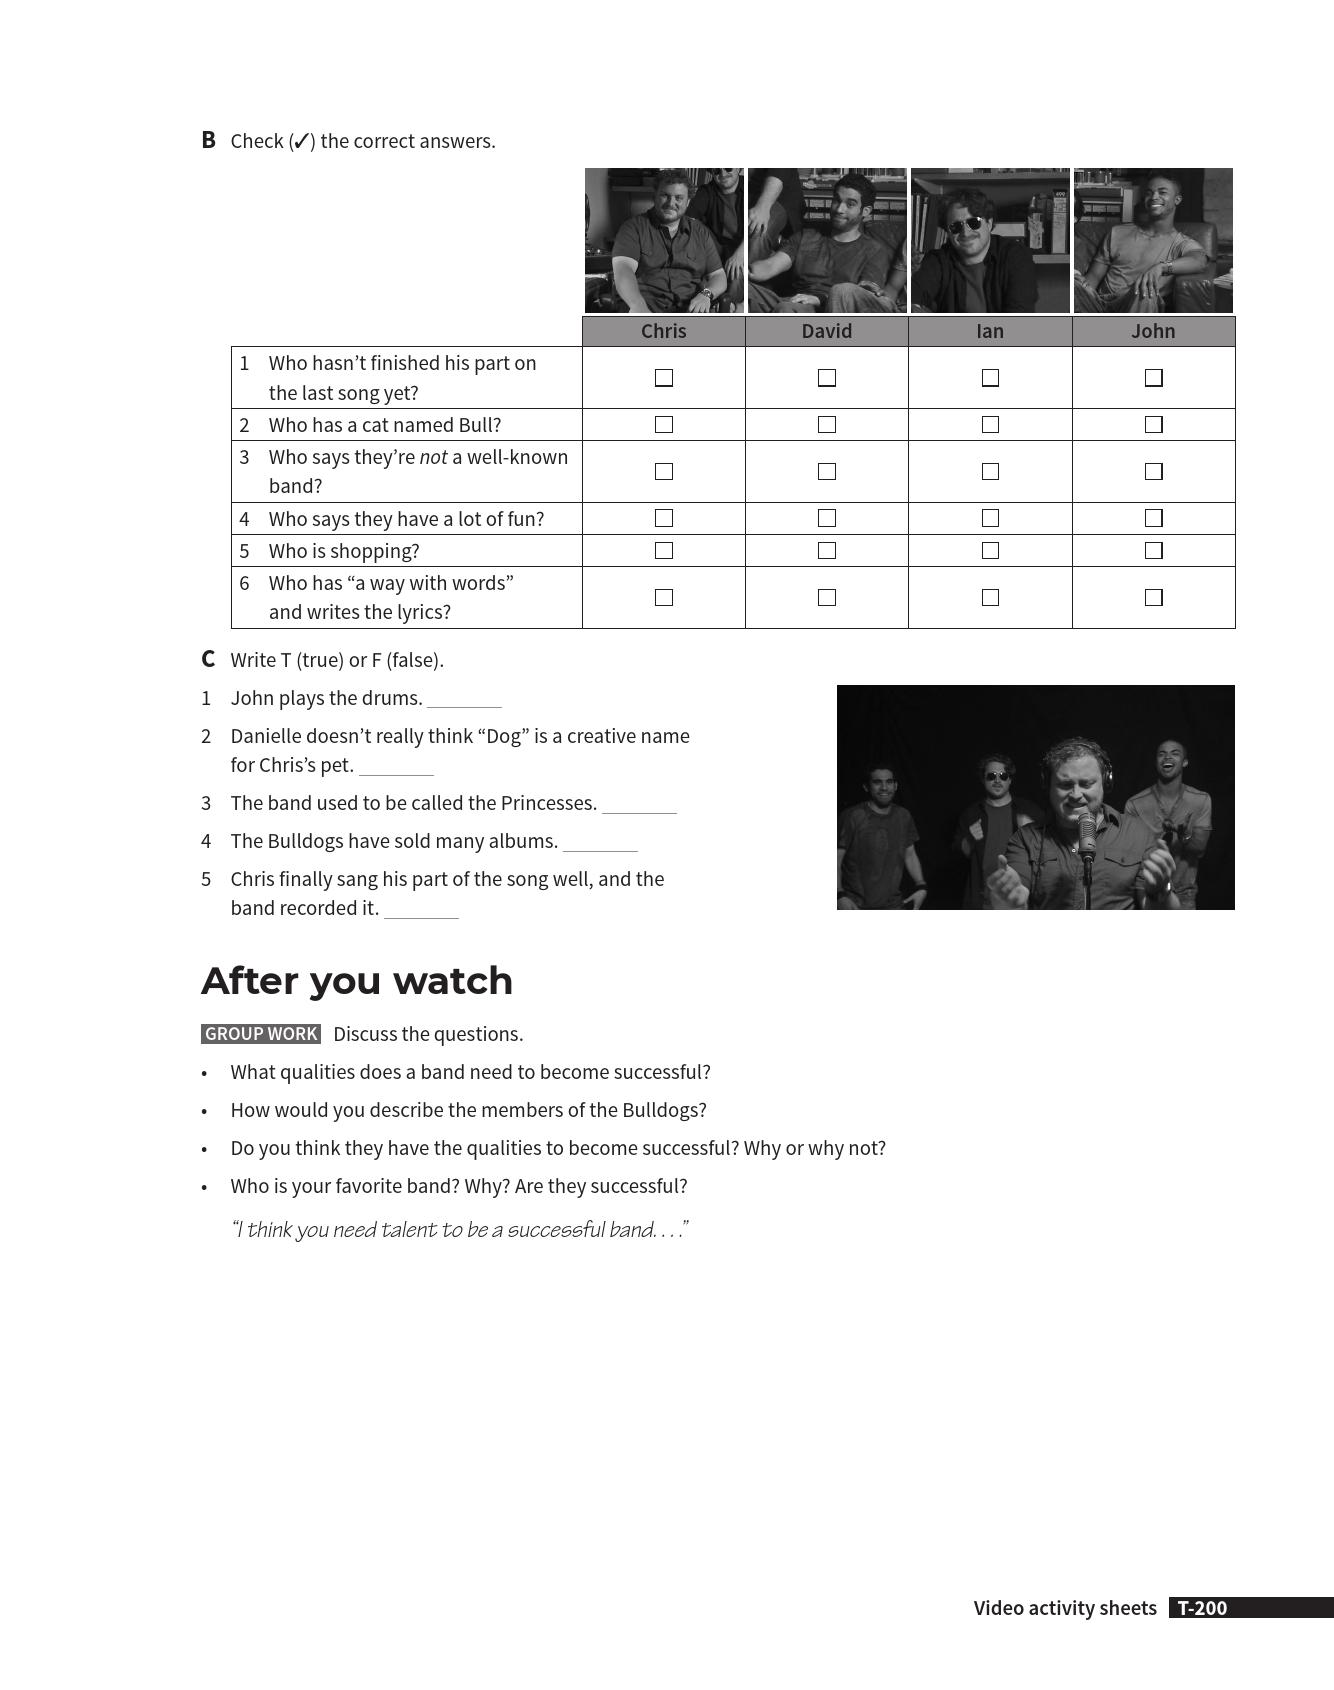 B Check (✓) the correct answers.
Chris David Ian John
1 Who hasn’t finished his part on
the last song yet?
2 Who has a cat named Bull?
3 Who says they’re not a well-known
band?
4 Who says they have a lot of fun?
5 Who is shopping?
6 Who has “a way with words”
and writes the lyrics?
C Write T (true) or F (false).
1 John plays the drums. _______
2 Danielle doesn’t really think “Dog” is a creative name
for Chris’s pet. _______
3 The band used to be called the Princesses. _______
4 The Bulldogs have sold many albums. _______
5 Chris finally sang his part of the song well, and the
band recorded it. _______
After you watch
GROUP WORK Discuss the questions.
• What qualities does a band need to become successful?
• How would you describe the members of the Bulldogs?
• Do you think they have the qualities to become successful? Why or why not?
• Who is your favorite band? Why? Are they successful?
“I think you need talent to be a successful band. . . .”
Video activity sheets T-200